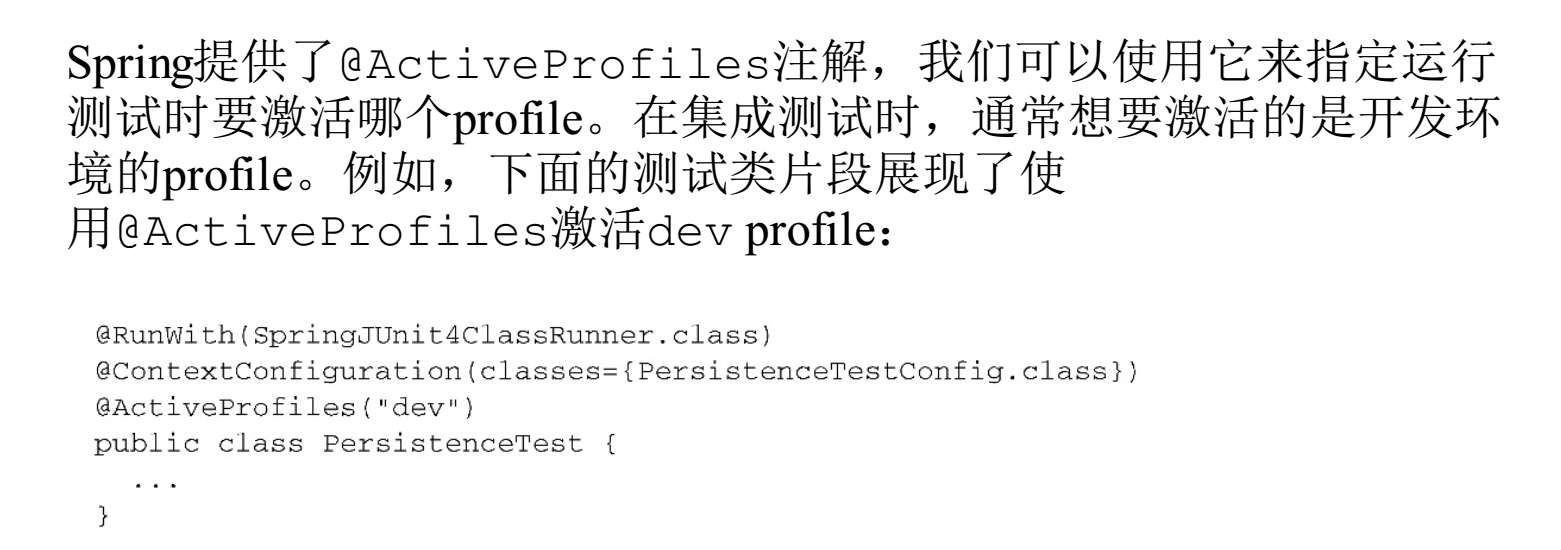 Spring提供了@ActiveProfiles注解，我们可以使用它来指定运行
测试时要激活哪个profile。在集成测试时，通常想要激活的是开发环
境的profile。例如，下面的测试类片段展现了使
用@ActiveProfiles激活dev profile：
@RunWith(SpringJUnit4ClassRunner.class)
@ContextConfiguration(classes={PersistenceTestConfig.class})
@ActiveProfiles("dev")
public class PersistenceTest {
  ...
}